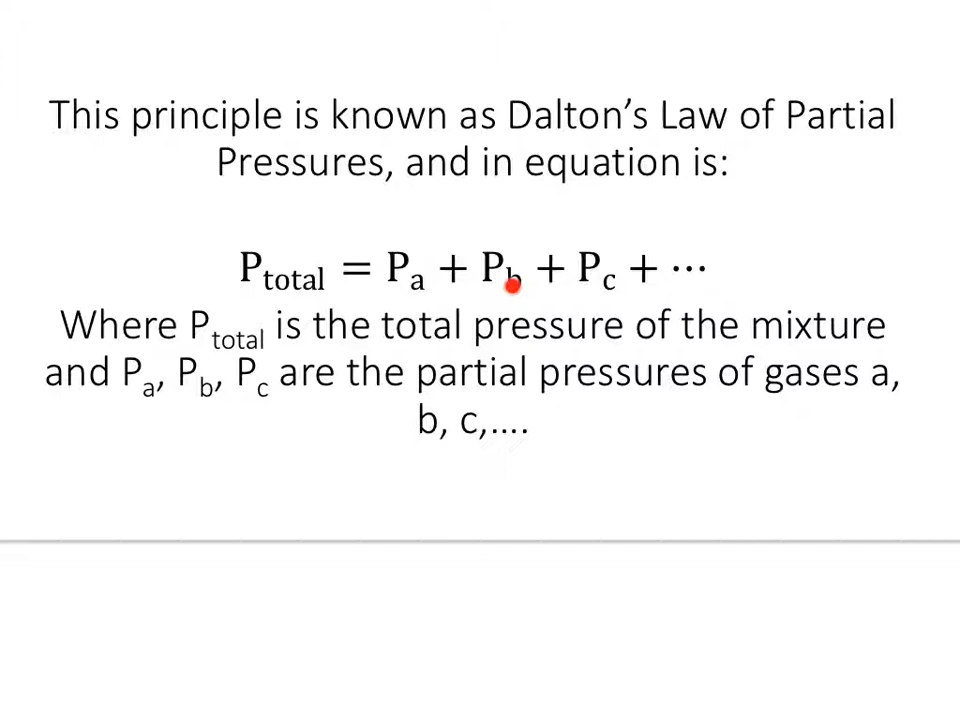 This principle is known as Dalton’s Law of Partial
Pressures, and in equation is:
P_total = P_a + P_b + P_c + ⋯
Where P_total is the total pressure of the mixture
and P_a, P_b, P_c are the partial pressures of gases a,
b, c,….